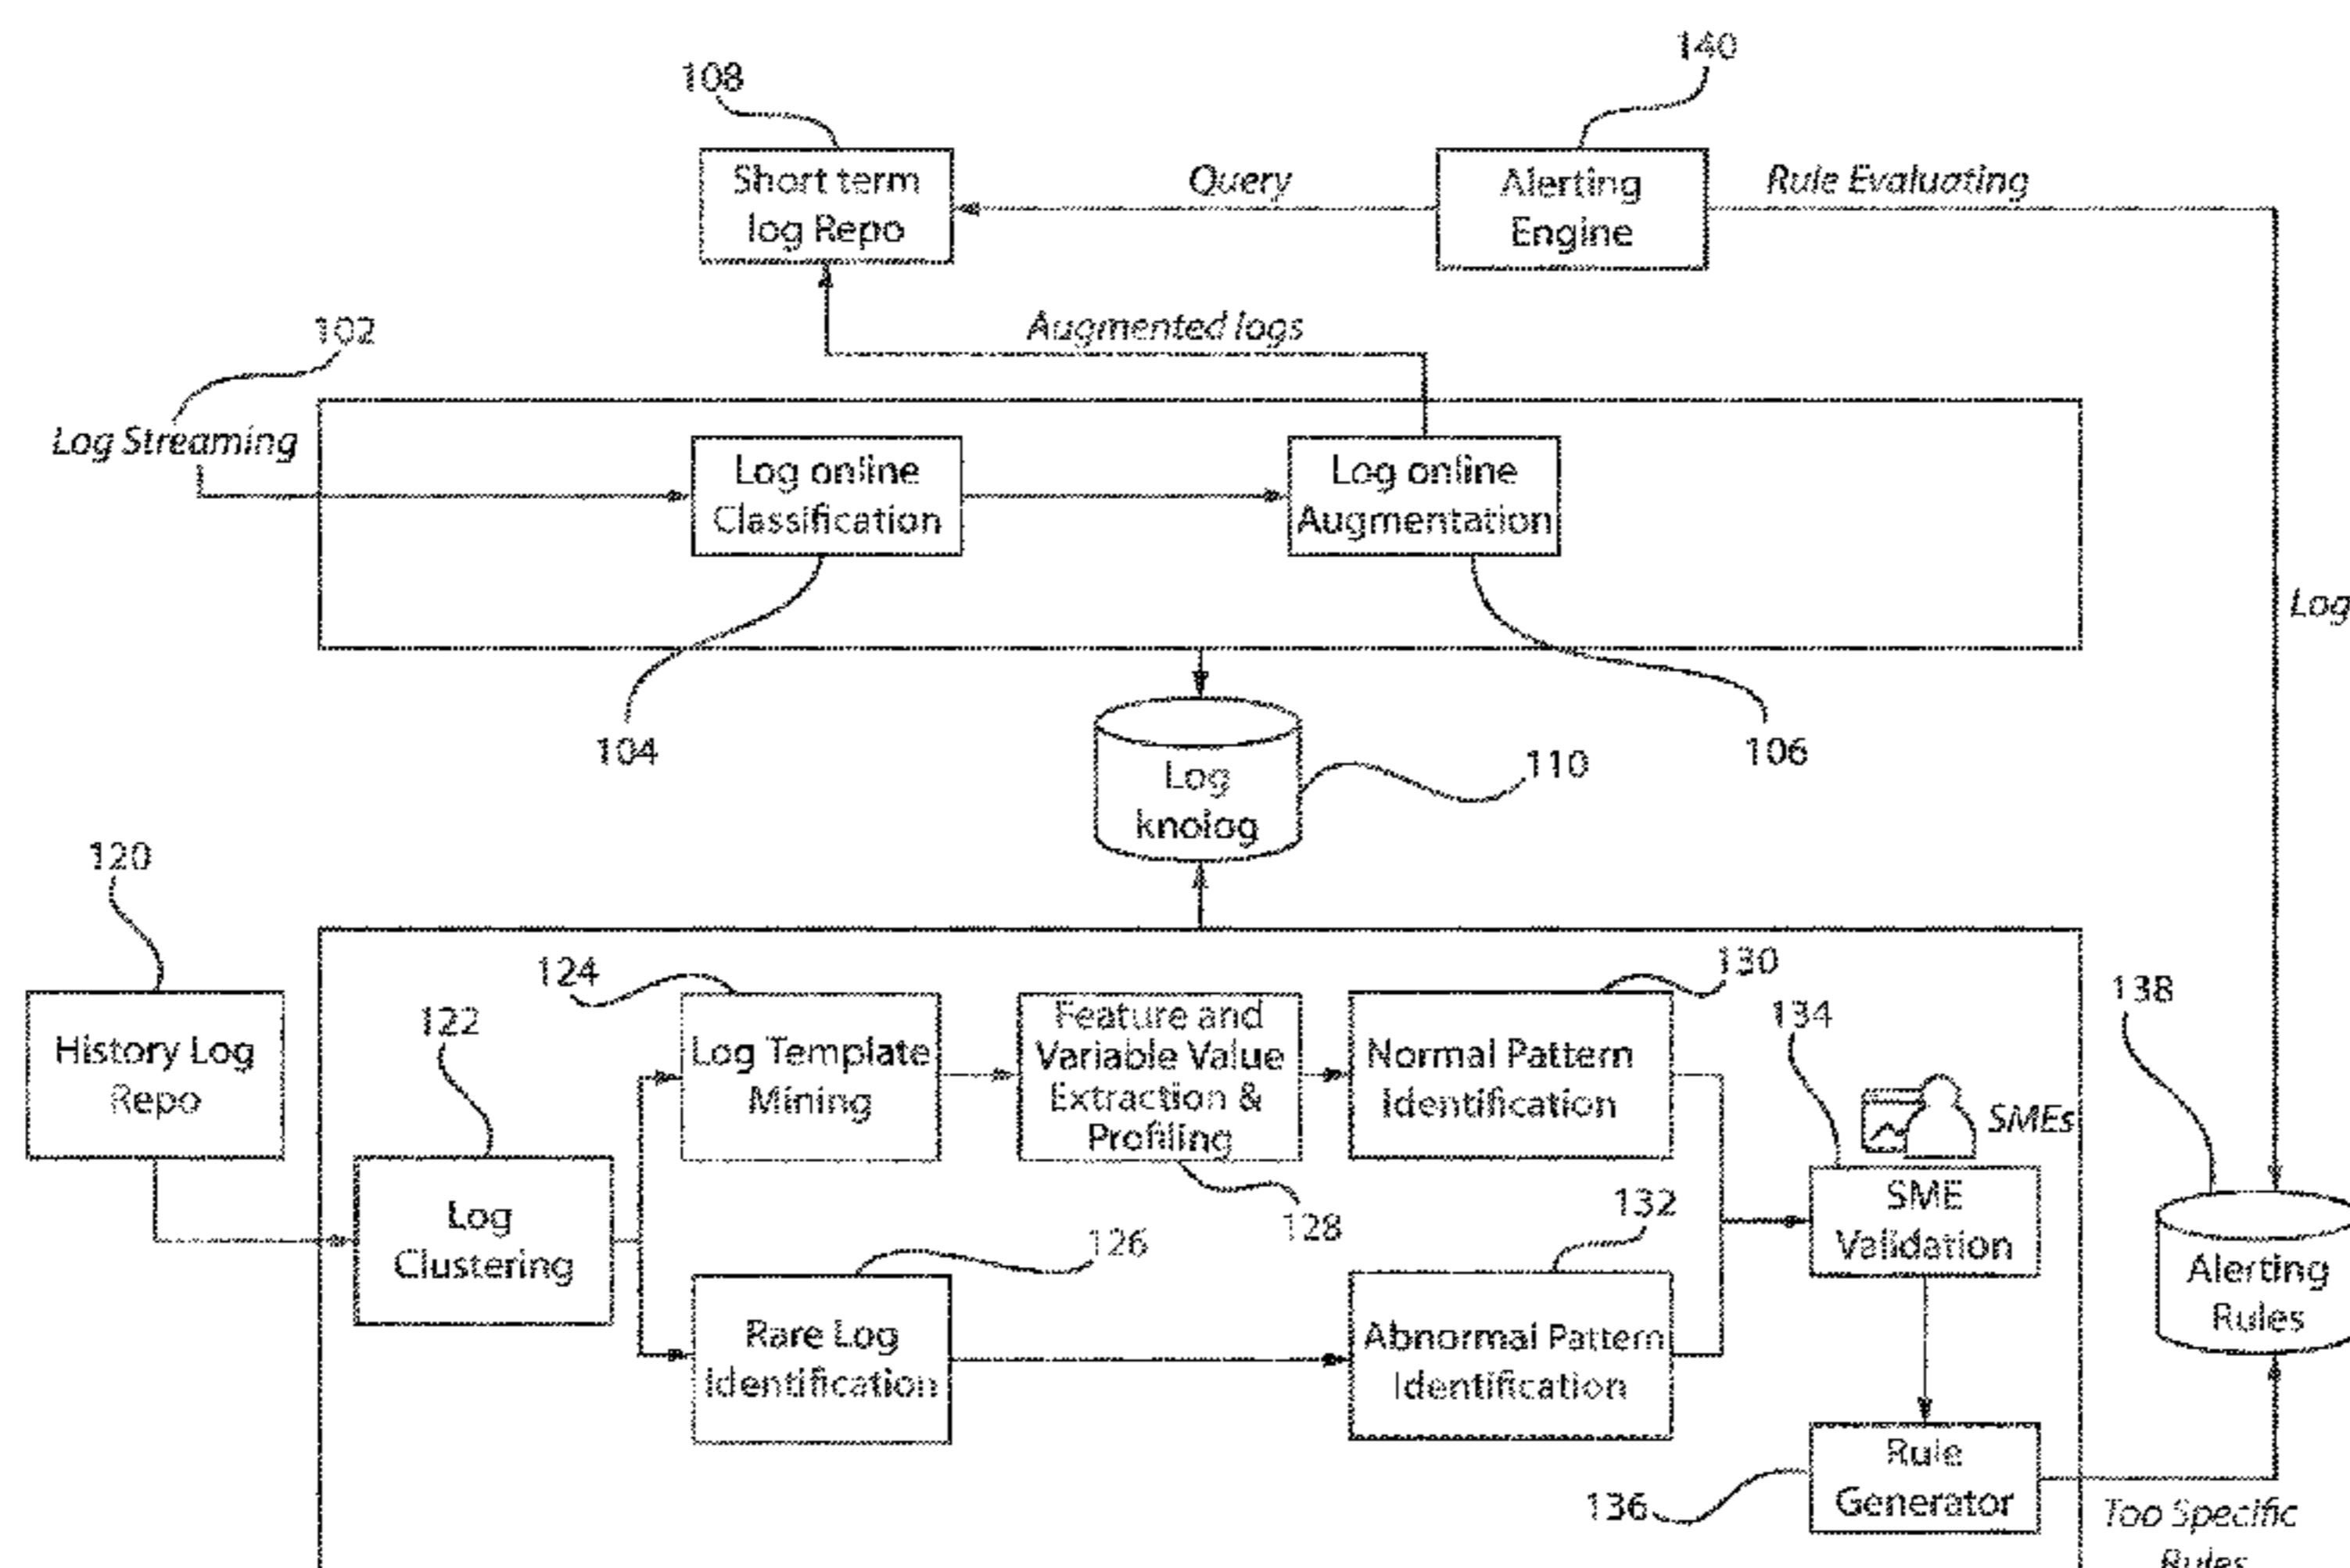 140
108
Short term
log Repo
Query
Alerting
Engine
Rule Evaluating
102
Augmented logs
Log Streaming
Log online
Classification
Log online
Augmentation
Log
104
106
110
Log
knolog
120
History Log
Repo
122
124
Log Template
Mining
Feature and
Variable Value
Extraction &
Profiling
130
Normal Pattern
Identification
134
138
SMEs
128
132
SME
Validation
Log
Clustering
126
Rare Log
Identification
Abnormal Pattern
Identification
Alerting
Rules
136
Rule
Generator
Too Specific
Rules